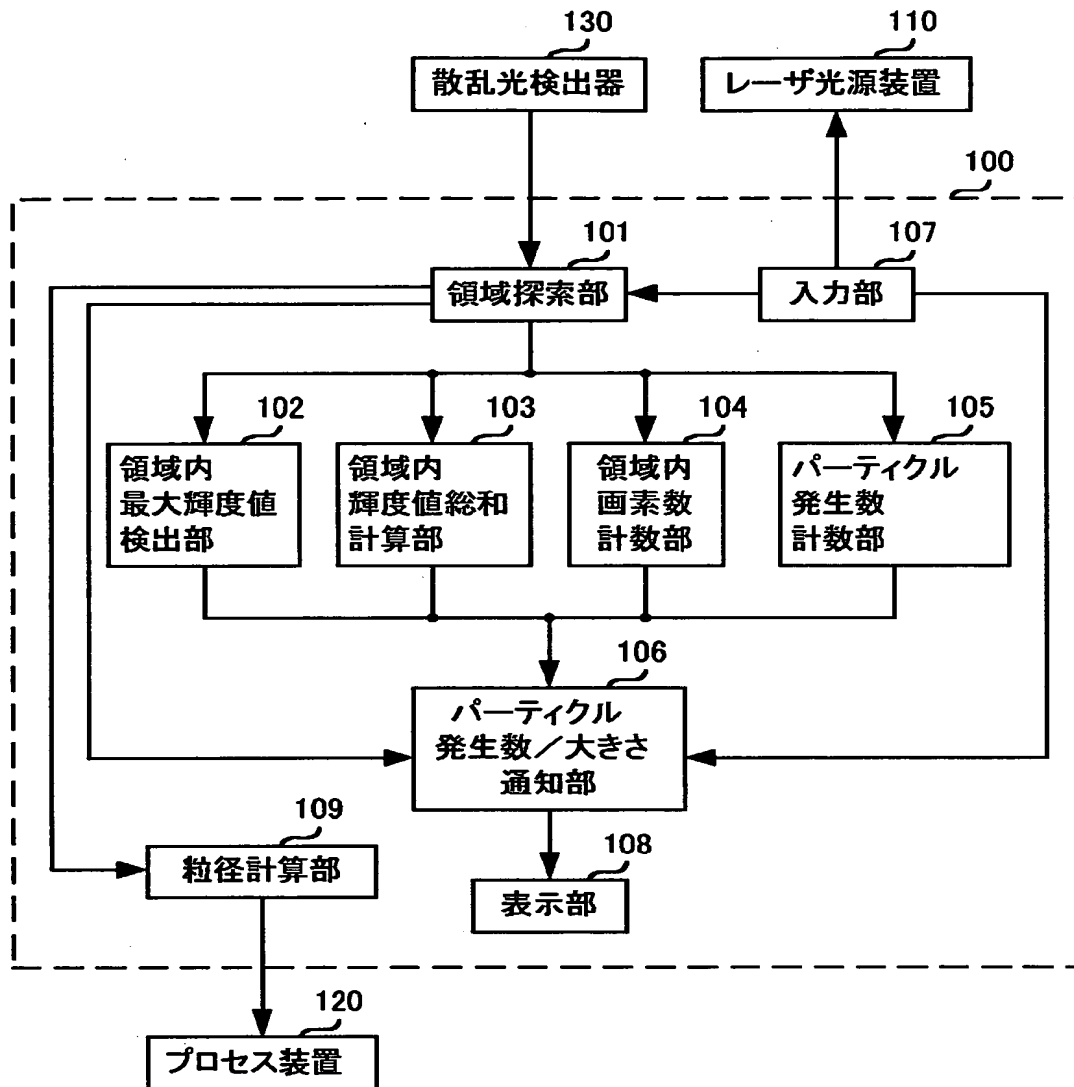 130
散乱光検出器
110
レーザ光源装置
100
101
領域探索部
107
入力部
102
領域内
最大輝度値
検出部
103
領域内
輝度値総和
計算部
104
領域内
画素数
計数部
105
パーティクル
発生数
計数部
106
パーティクル
発生数／大きさ
通知部
109
粒径計算部
108
表示部
120
プロセス装置